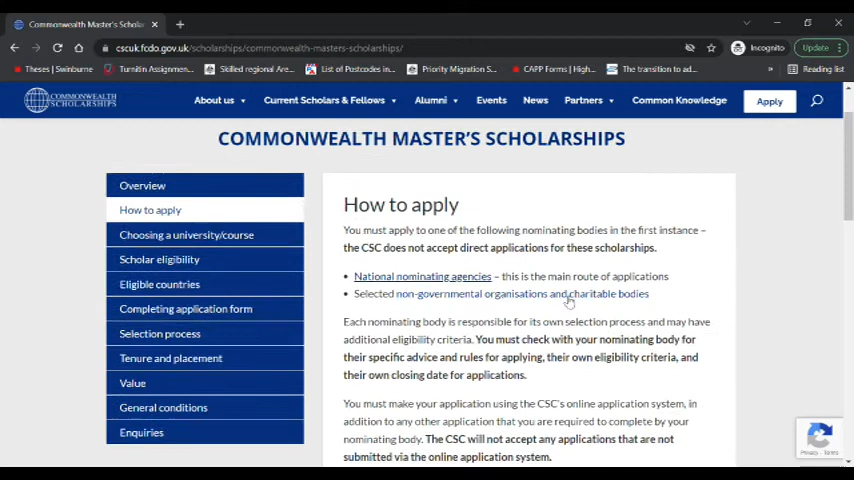 Commonwealth Master's Scholar
cscuk.fcdo.gov.uk/scholarships/commonwealth-masters-scholarships/
Incognito
Update
Theses | Swinburne
Turnitin Assignmen...
Skilled regional Area...
List of Postcodes in...
Priority Migration S...
CAPP Forms | High...
The transition to ad...
»
Reading list
COMMONWEALTH
SCHOLARSHIPS
About us
Current Scholars & Fellows
Alumni
Events
News
Partners
Common Knowledge
Apply
COMMONWEALTH MASTER'S SCHOLARSHIPS
Overview
How to apply
Choosing a university/course
Scholar eligibility
Eligible countries
Completing application form
Selection process
Tenure and placement
Value
General conditions
Enquiries
How to apply
You must apply to one of the following nominating bodies in the first instance –
the CSC does not accept direct applications for these scholarships.
• National nominating agencies – this is the main route of applications
• Selected non-governmental organisations and charitable bodies
Each nominating body is responsible for its own selection process and may have
additional eligibility criteria. You must check with your nominating body for
their specific advice and rules for applying, their own eligibility criteria, and
their own closing date for applications.
You must make your application using the CSC's online application system, in
addition to any other application that you are required to complete by your
nominating body. The CSC will not accept any applications that are not
submitted via the online application system.
Privacy - Terms